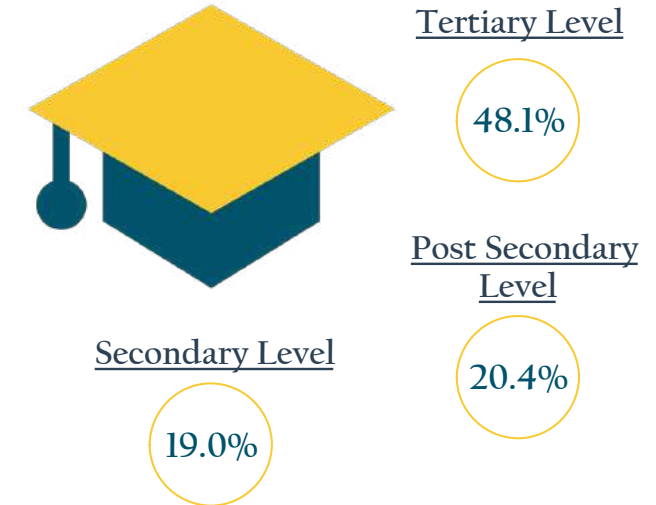 Tertiary Level
48.1%
Post Secondary
Level
20.4%
Secondary Level
19.0%